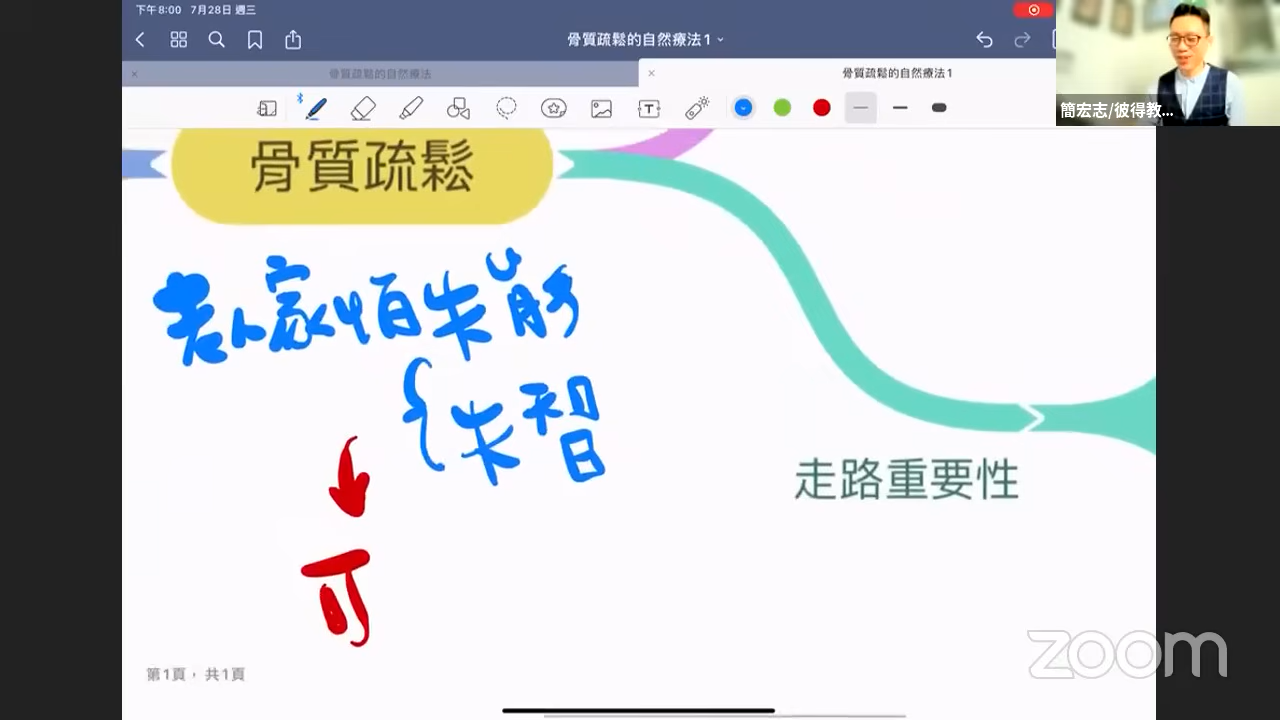 下午8:00 7月28日 週三
骨質疏鬆的自然療法1
骨質疏鬆的自然療法
骨質疏鬆的自然療法1
簡宏志/彼得教...
骨質疏鬆
老人家怕失前
失智
可
走路重要性
第1頁，共1頁
zoom